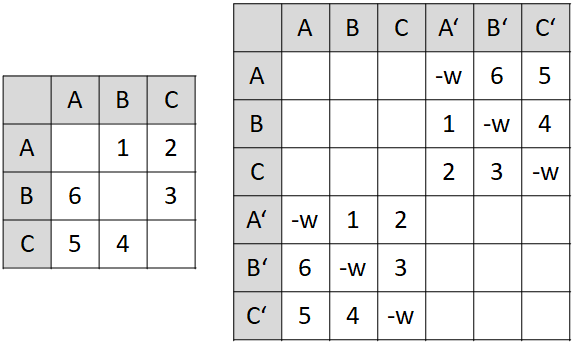 A B C
A 1 2
B 6 3
C 5 4
A B C A‘ B‘ C‘
A -w 6 5
B 1 -w 4
C 2 3 -w
A‘ -w 1 2
B‘ 6 -w 3
C‘ 5 4 -w